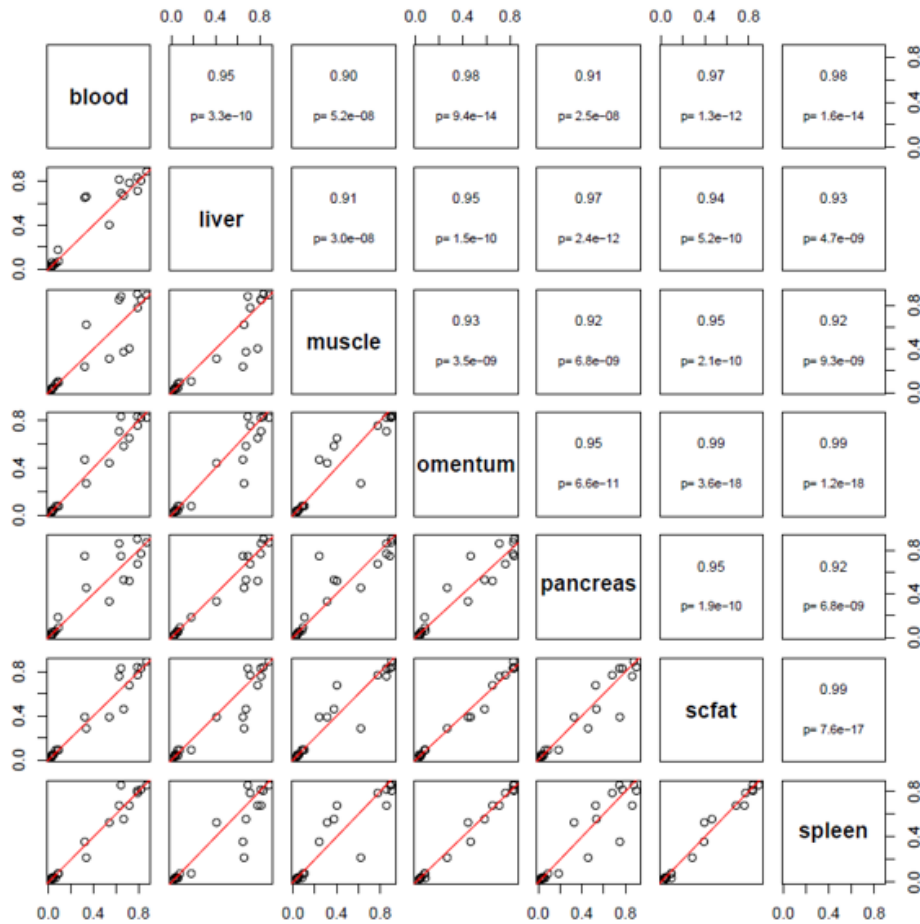 0.0 0.4 0.8 0.0 0.4 0.8 0.0 0.4 0.8
blood 0.95 0.90 0.98 0.91 0.97 0.98 0.0 0.4 0.8
p= 3.3e−10 p= 5.2e−08 p= 9.4e−14 p= 2.5e−08 p= 1.3e−12 p= 1.6e−14
0.0 0.4 0.8 liver 0.91 0.95 0.97 0.94 0.93
p= 3.0e−08 p= 1.5e−10 p= 2.4e−12 p= 5.2e−10 p= 4.7e−09
muscle 0.93 0.92 0.95 0.92 0.0 0.4 0.8
p= 3.5e−09 p= 6.8e−09 p= 2.1e−10 p= 9.3e−09
0.0 0.4 0.8 omentum 0.95 0.99 0.99
p= 6.6e−11 p= 3.6e−18 p= 1.2e−18
pancreas 0.95 0.92 0.0 0.4 0.8
p= 1.9e−10 p= 6.8e−09
0.0 0.4 0.8 scfat 0.99
p= 7.6e−17
spleen 0.0 0.4 0.8
0.0 0.4 0.8 0.0 0.4 0.8 0.0 0.4 0.8 0.0 0.4 0.8